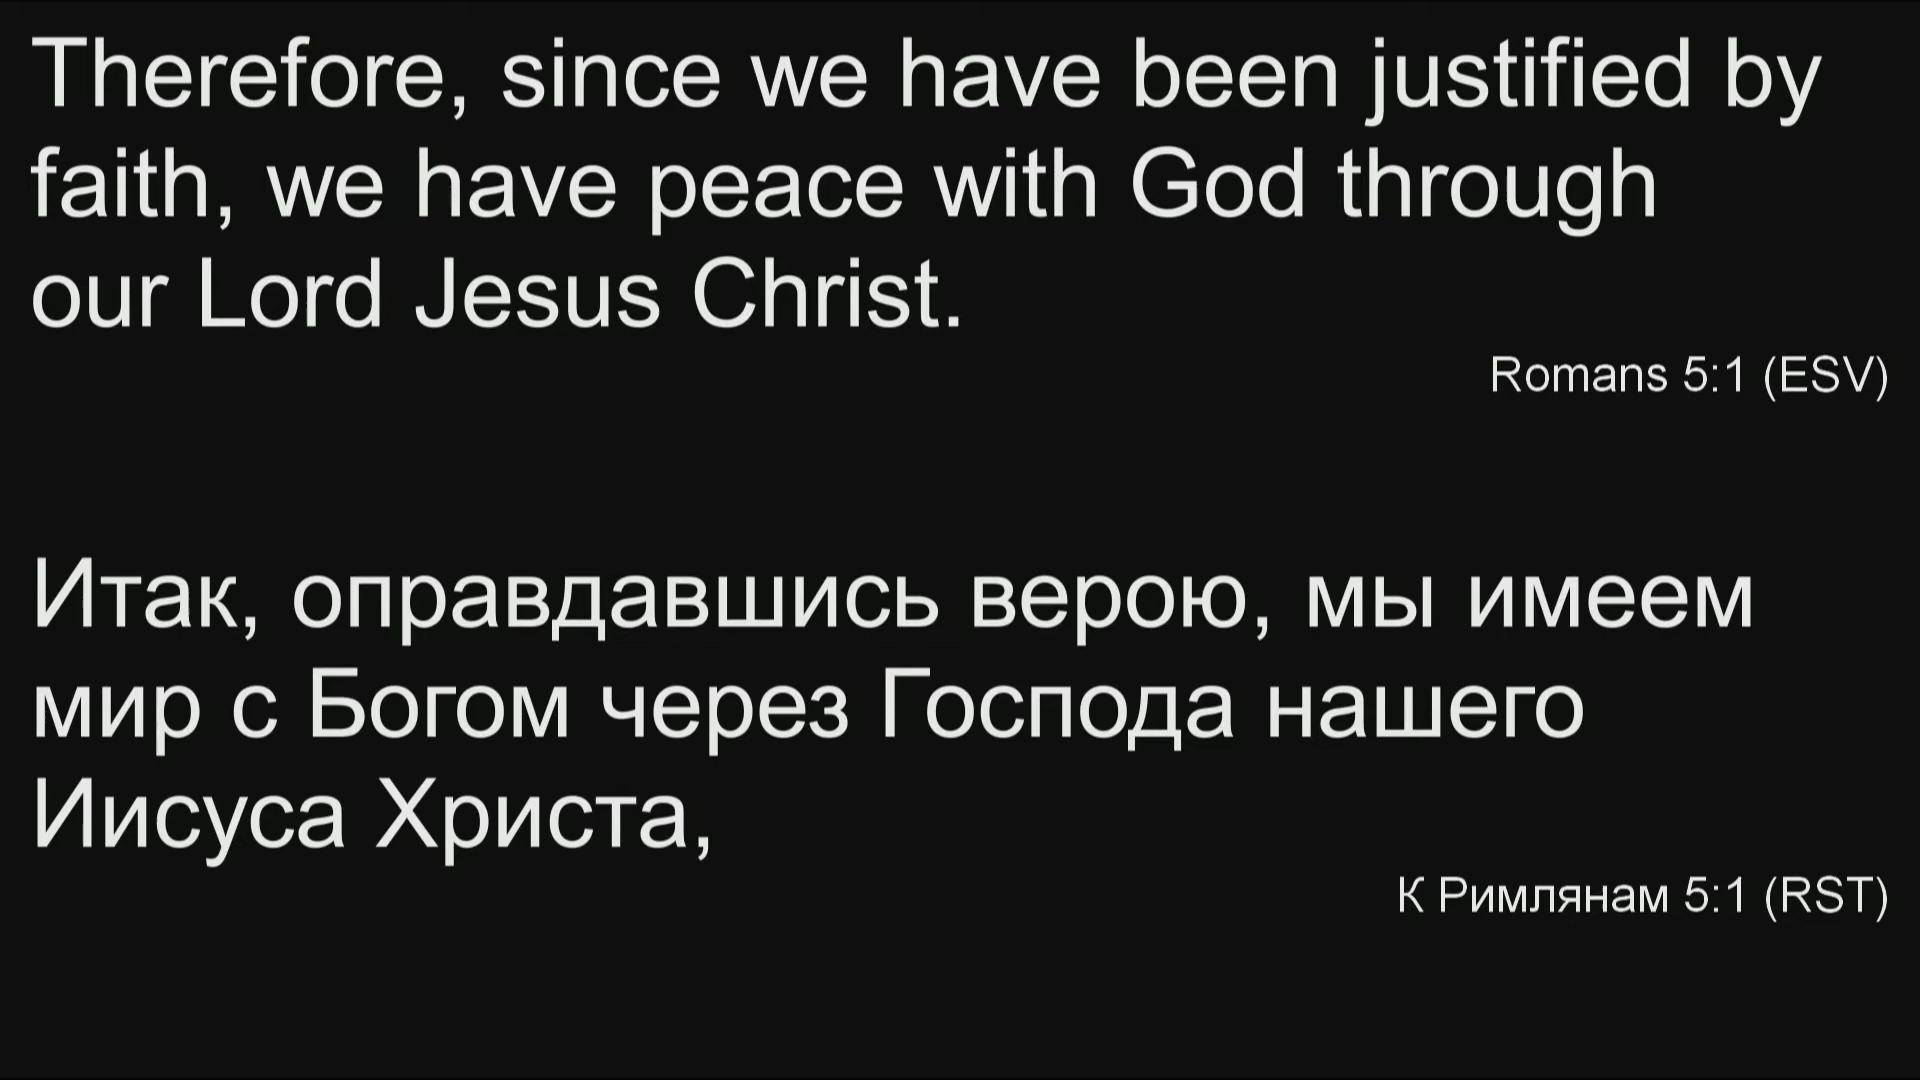 Therefore, since we have been justified by
faith, we have peace with God through
our Lord Jesus Christ.
Romans 5:1 (ESV)
Итак, оправдавшись верою, мы имеем
мир с Богом через Господа нашего
Иисуса Христа,
К Римлянам 5:1 (RST)